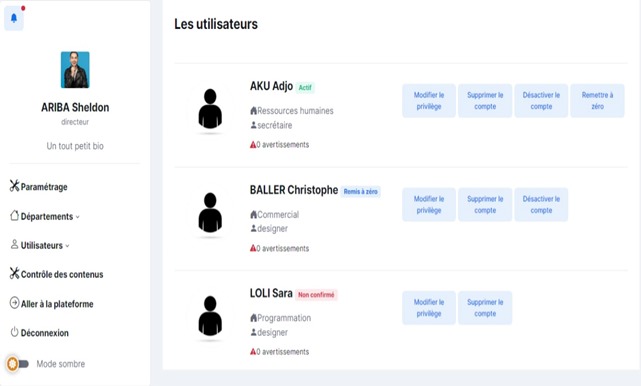 ARIBA Sheldon
directeur
Un tout petit bio
Paramétrage
Départements
Utilisateurs
Contrôle des contenus
Aller à la plateforme
Déconnexion
Mode sombre
Les utilisateurs
AKU Adjo Actif
Ressources humaines
secrétaire
0 avertissements
Modifier le
privilège
Supprimer le
compte
Désactiver le
compte
Remettre à
zéro
BALLER Christophe Remis à zéro
Commercial
designer
0 avertissements
Modifier le
privilège
Supprimer le
compte
Désactiver le
compte
LOLI Sara Non confirmé
Programmation
designer
0 avertissements
Modifier le
privilège
Supprimer le
compte